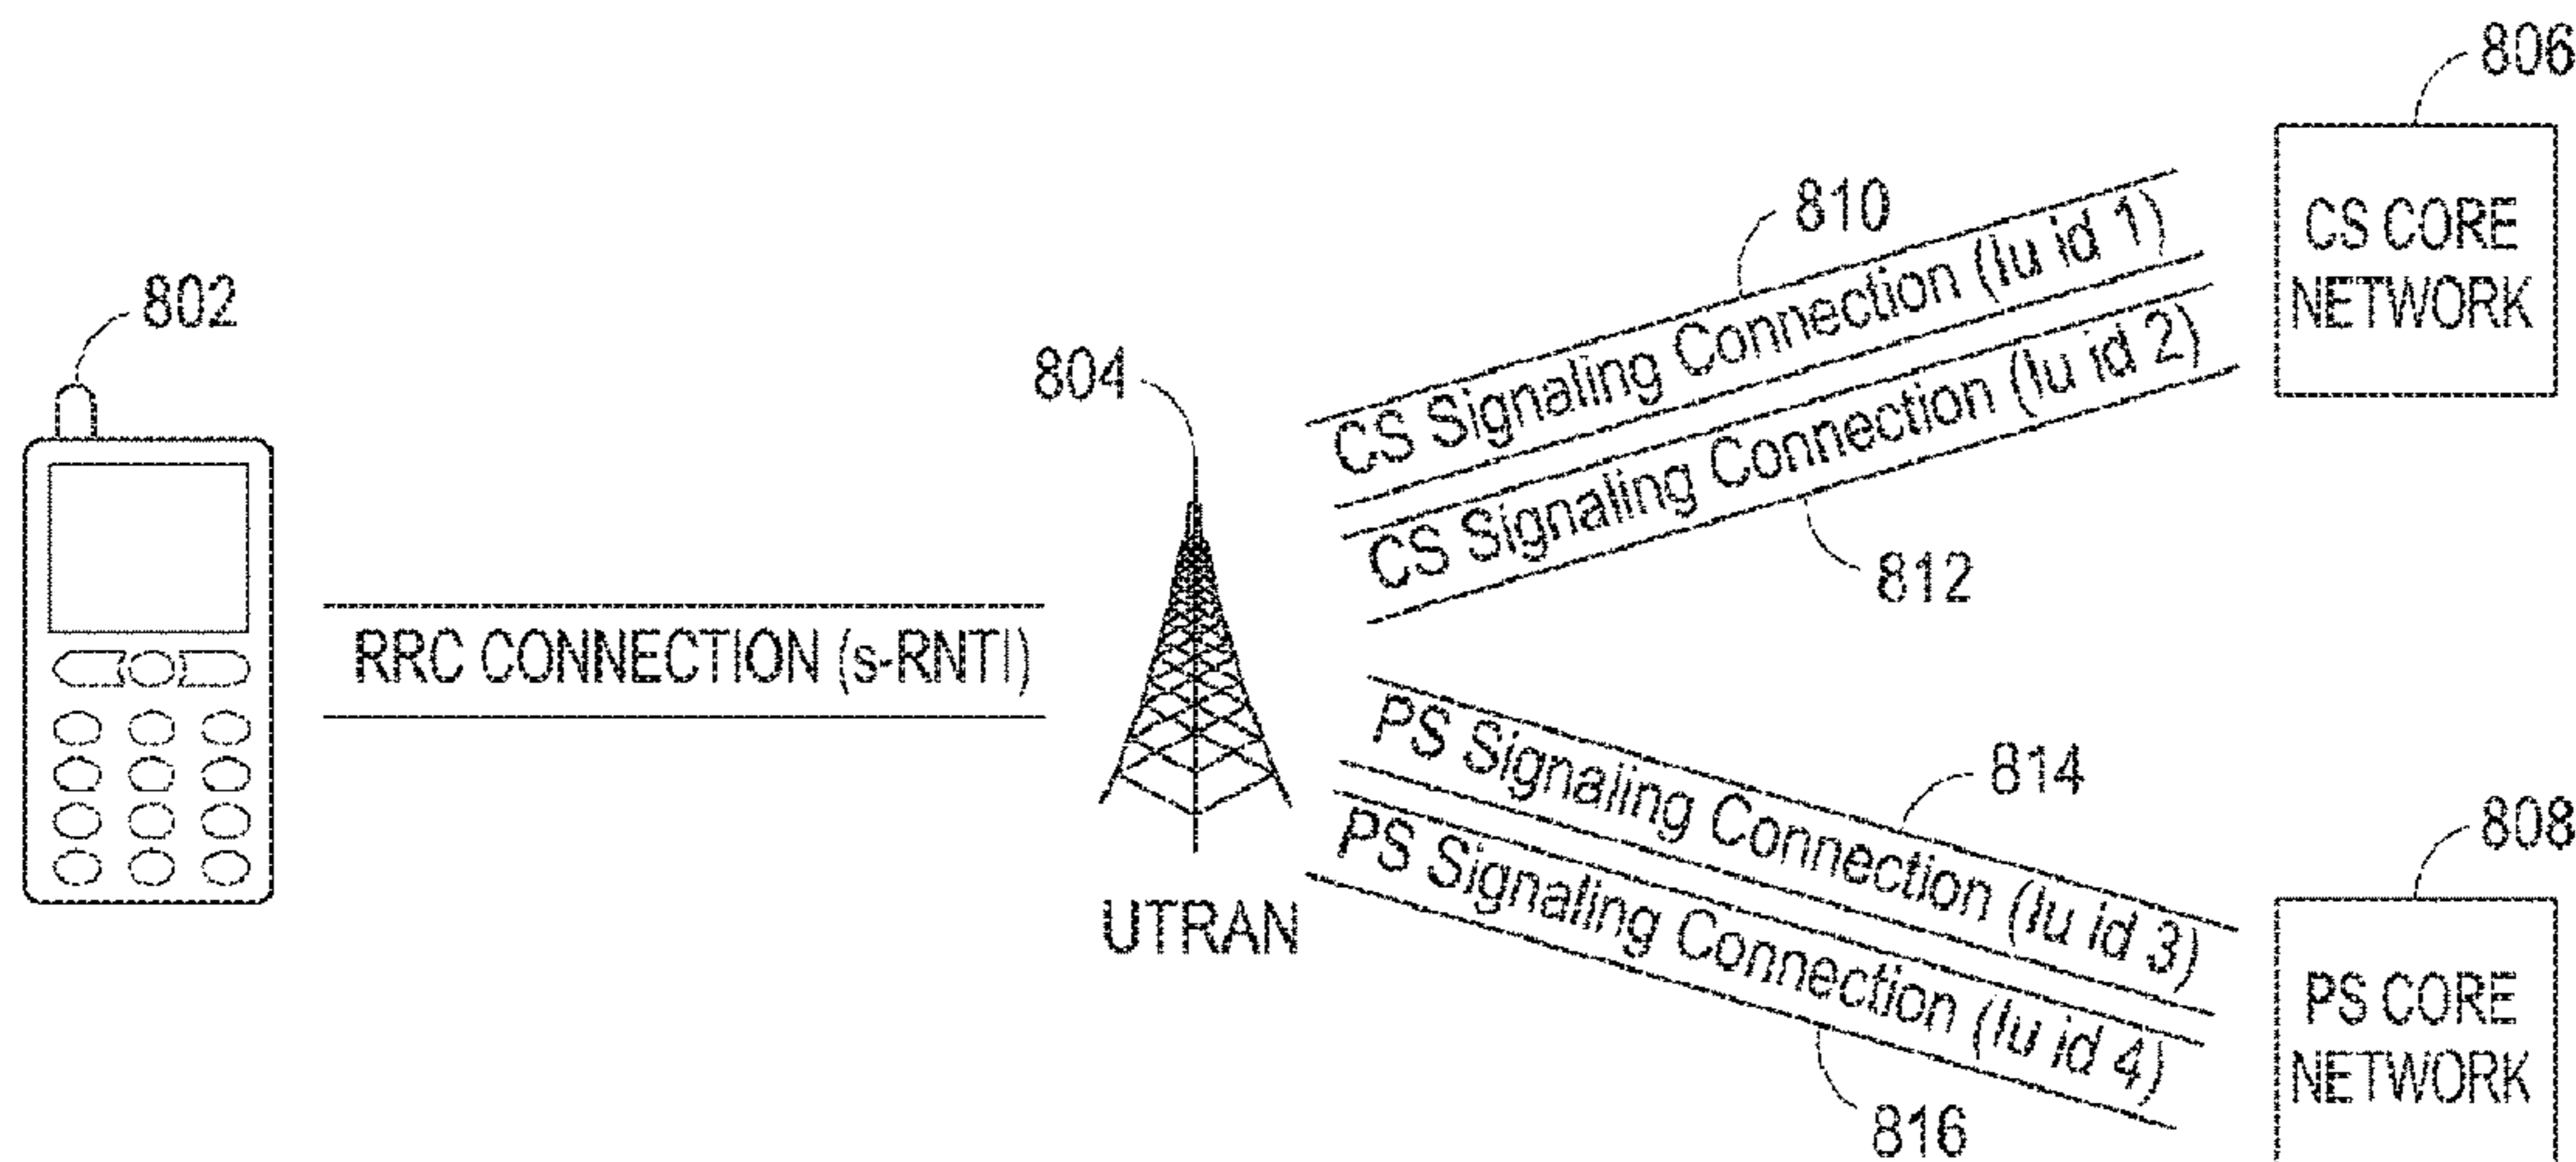 806
810
CS Signaling Connection (Iu id 1)
CS CORE
NETWORK
802
804
CS Signaling Connection (Iu id 2)
812
RRC CONNECTION (s-RNTI)
PS Signaling Connection (Iu id 3)
814
808
PS Signaling Connection (Iu id 4)
UTRAN
PS CORE
NETWORK
816